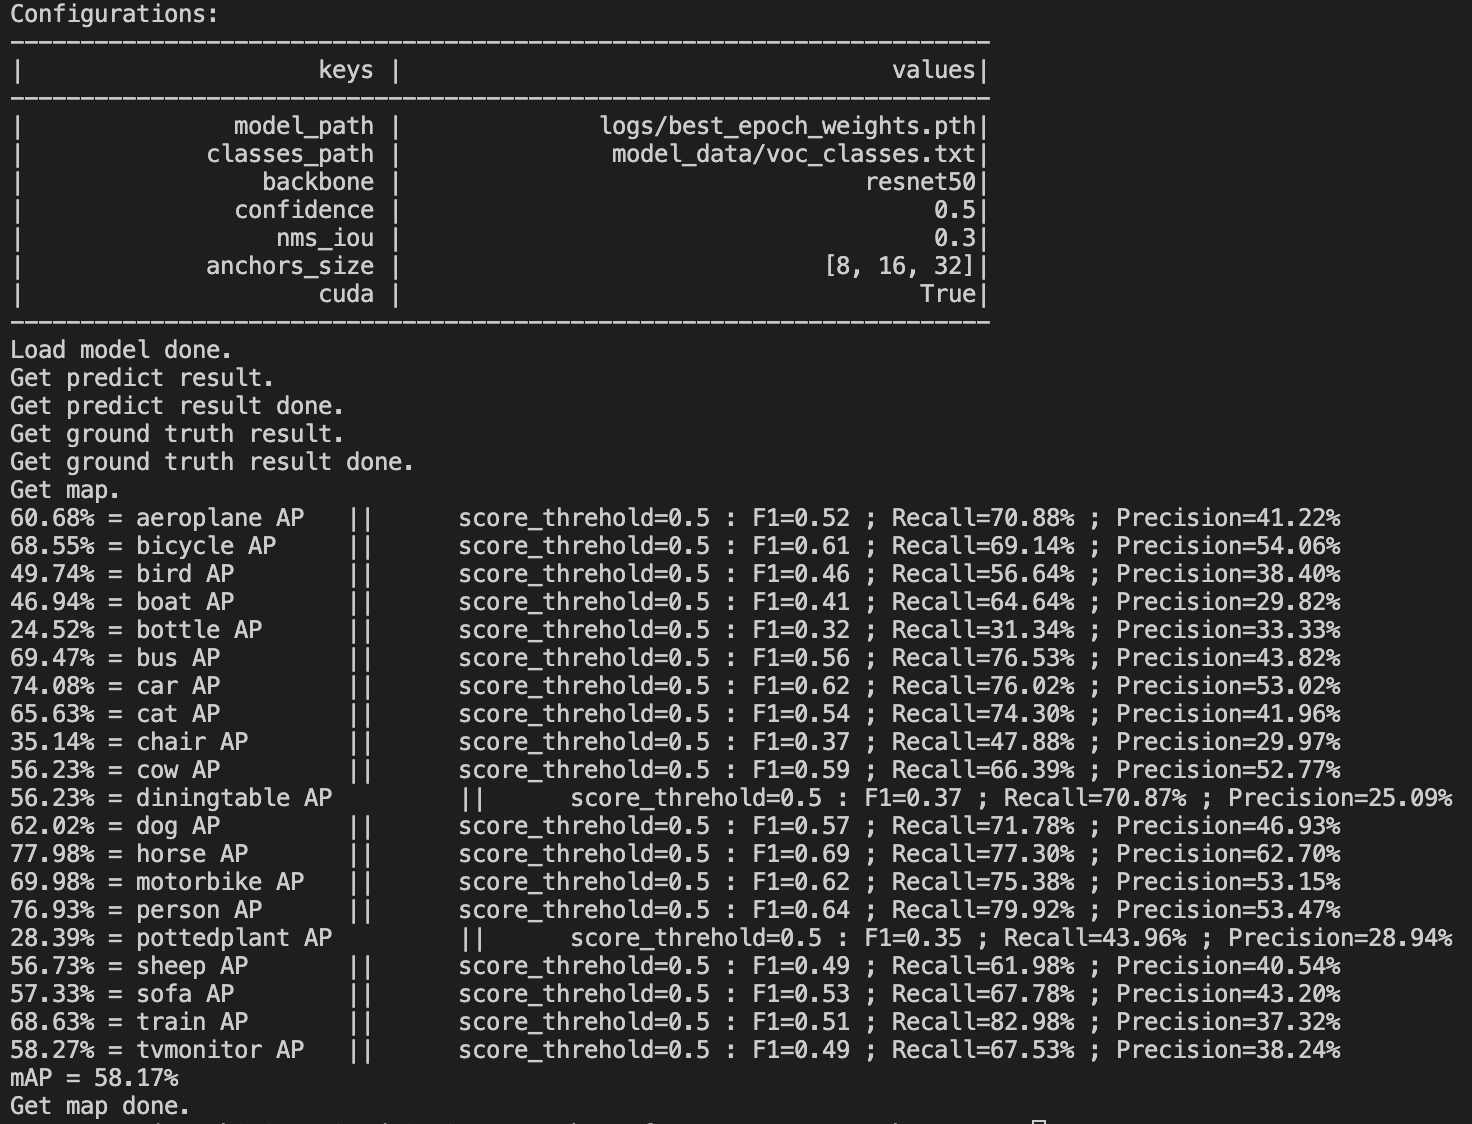 Configurations:
----------------------------------------------------------------------
|                     keys |                                   values|
----------------------------------------------------------------------
|               model_path |              logs/best_epoch_weights.pth|
|             classes_path |               model_data/voc_classes.txt|
|                 backbone |                                 resnet50|
|               confidence |                                      0.5|
|                  nms_iou |                                      0.3|
|             anchors_size |                              [8, 16, 32]|
|                     cuda |                                     True|
----------------------------------------------------------------------
Load model done.
Get predict result.
Get predict result done.
Get ground truth result.
Get ground truth result done.
Get map.
60.68% = aeroplane AP   ||      score_threhold=0.5 : F1=0.52 ; Recall=70.88% ; Precision=41.22%
68.55% = bicycle AP     ||      score_threhold=0.5 : F1=0.61 ; Recall=69.14% ; Precision=54.06%
49.74% = bird AP        ||      score_threhold=0.5 : F1=0.46 ; Recall=56.64% ; Precision=38.40%
46.94% = boat AP        ||      score_threhold=0.5 : F1=0.41 ; Recall=64.64% ; Precision=29.82%
24.52% = bottle AP      ||      score_threhold=0.5 : F1=0.32 ; Recall=31.34% ; Precision=33.33%
69.47% = bus AP         ||      score_threhold=0.5 : F1=0.56 ; Recall=76.53% ; Precision=43.82%
74.08% = car AP         ||      score_threhold=0.5 : F1=0.62 ; Recall=76.02% ; Precision=53.02%
65.63% = cat AP         ||      score_threhold=0.5 : F1=0.54 ; Recall=74.30% ; Precision=41.96%
35.14% = chair AP       ||      score_threhold=0.5 : F1=0.37 ; Recall=47.88% ; Precision=29.97%
56.23% = cow AP         ||      score_threhold=0.5 : F1=0.59 ; Recall=66.39% ; Precision=52.77%
56.23% = diningtable AP         ||      score_threhold=0.5 : F1=0.37 ; Recall=70.87% ; Precision=25.09%
62.02% = dog AP         ||      score_threhold=0.5 : F1=0.57 ; Recall=71.78% ; Precision=46.93%
77.98% = horse AP       ||      score_threhold=0.5 : F1=0.69 ; Recall=77.30% ; Precision=62.70%
69.98% = motorbike AP   ||      score_threhold=0.5 : F1=0.62 ; Recall=75.38% ; Precision=53.15%
76.93% = person AP      ||      score_threhold=0.5 : F1=0.64 ; Recall=79.92% ; Precision=53.47%
28.39% = pottedplant AP         ||      score_threhold=0.5 : F1=0.35 ; Recall=43.96% ; Precision=28.94%
56.73% = sheep AP       ||      score_threhold=0.5 : F1=0.49 ; Recall=61.98% ; Precision=40.54%
57.33% = sofa AP        ||      score_threhold=0.5 : F1=0.53 ; Recall=67.78% ; Precision=43.20%
68.63% = train AP       ||      score_threhold=0.5 : F1=0.51 ; Recall=82.98% ; Precision=37.32%
58.27% = tvmonitor AP   ||      score_threhold=0.5 : F1=0.49 ; Recall=67.53% ; Precision=38.24%
mAP = 58.17%
Get map done.